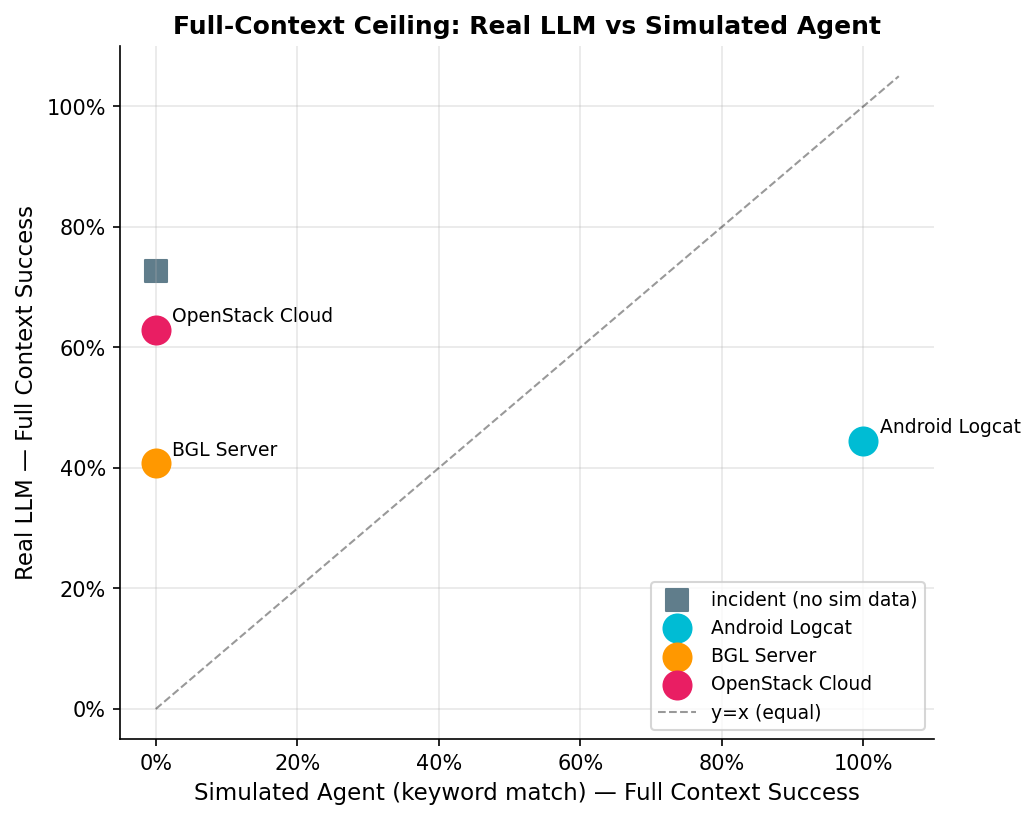 Full-Context Ceiling: Real LLM vs Simulated Agent
Real LLM — Full Context Success
100%
80%
60%
40%
20%
0%
OpenStack Cloud
BGL Server
Android Logcat
incident (no sim data)
Android Logcat
BGL Server
OpenStack Cloud
y=x (equal)
0%
20%
40%
60%
80%
100%
Simulated Agent (keyword match) — Full Context Success